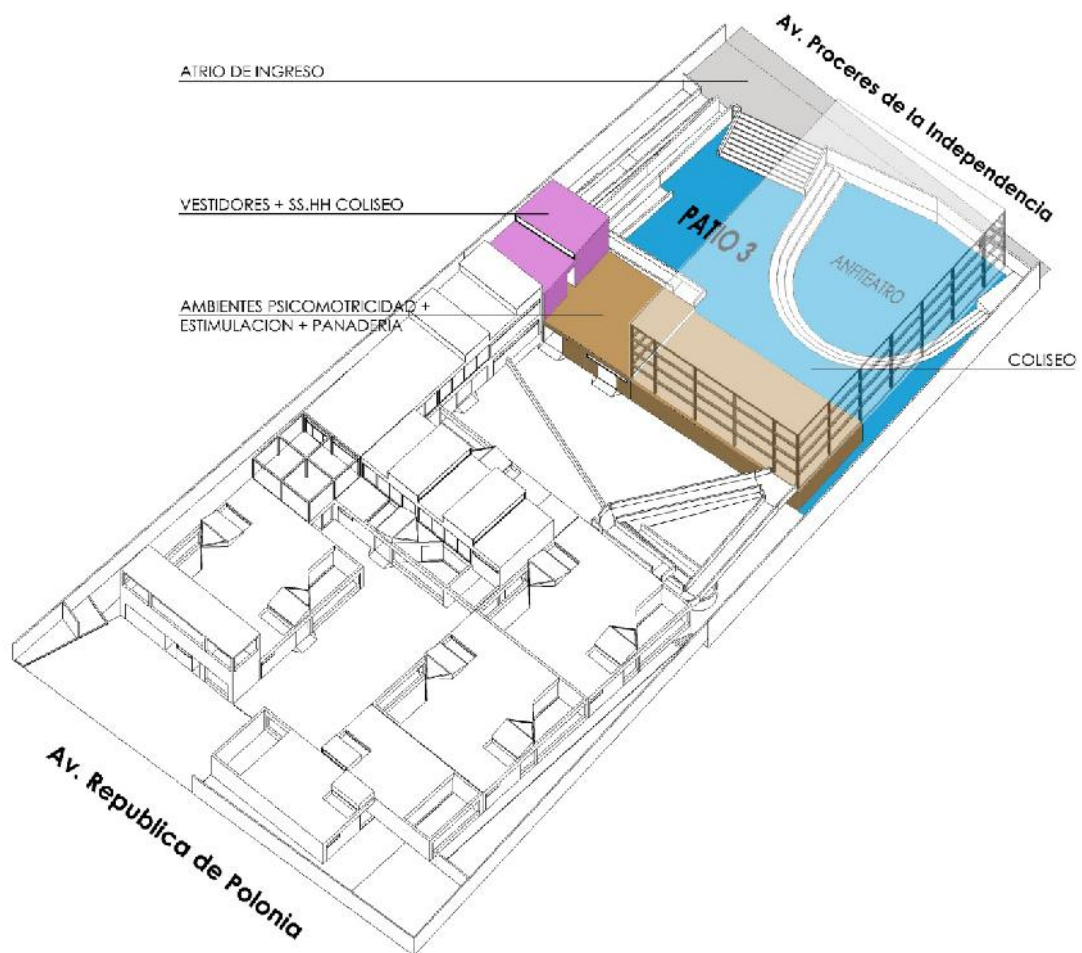 Av. Proceres de la Independencia
ATRIO DE INGRESO
VESTIDORES + SS.HH COLISEO
PATIO 3
ANFITEATRO
AMBIENTES PSICOMOTRICIDAD +
ESTIMULACION + PANADERIA
COLISEO
Av. Republica de Polonia